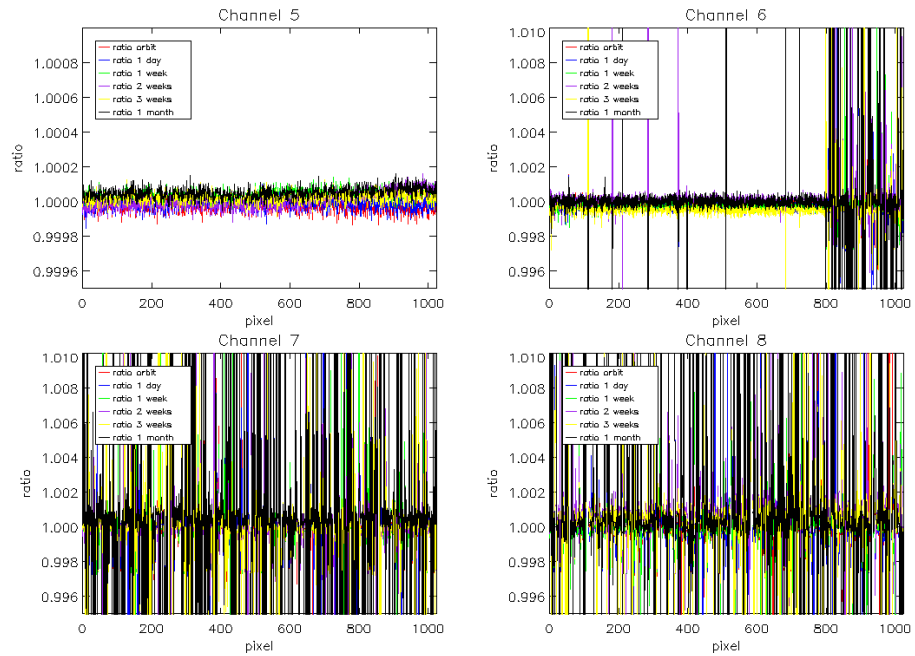 Channel 5
ratio
1.0008
1.0006
1.0004
1.0002
1.0000
0.9998
0.9996
ratio orbit
ratio 1 day
ratio 1 week
ratio 2 weeks
ratio 3 weeks
ratio 1 month
0 200 400 600 800 1000
pixel
Channel 6
ratio
1.010
1.008
1.006
1.004
1.002
1.000
0.998
0.996
ratio orbit
ratio 1 day
ratio 1 week
ratio 2 weeks
ratio 3 weeks
ratio 1 month
0 200 400 600 800 1000
pixel
Channel 7
ratio
1.010
1.008
1.006
1.004
1.002
1.000
0.998
0.996
ratio orbit
ratio 1 day
ratio 1 week
ratio 2 weeks
ratio 3 weeks
ratio 1 month
0 200 400 600 800 1000
pixel
Channel 8
ratio
1.010
1.008
1.006
1.004
1.002
1.000
0.998
0.996
ratio orbit
ratio 1 day
ratio 1 week
ratio 2 weeks
ratio 3 weeks
ratio 1 month
0 200 400 600 800 1000
pixel